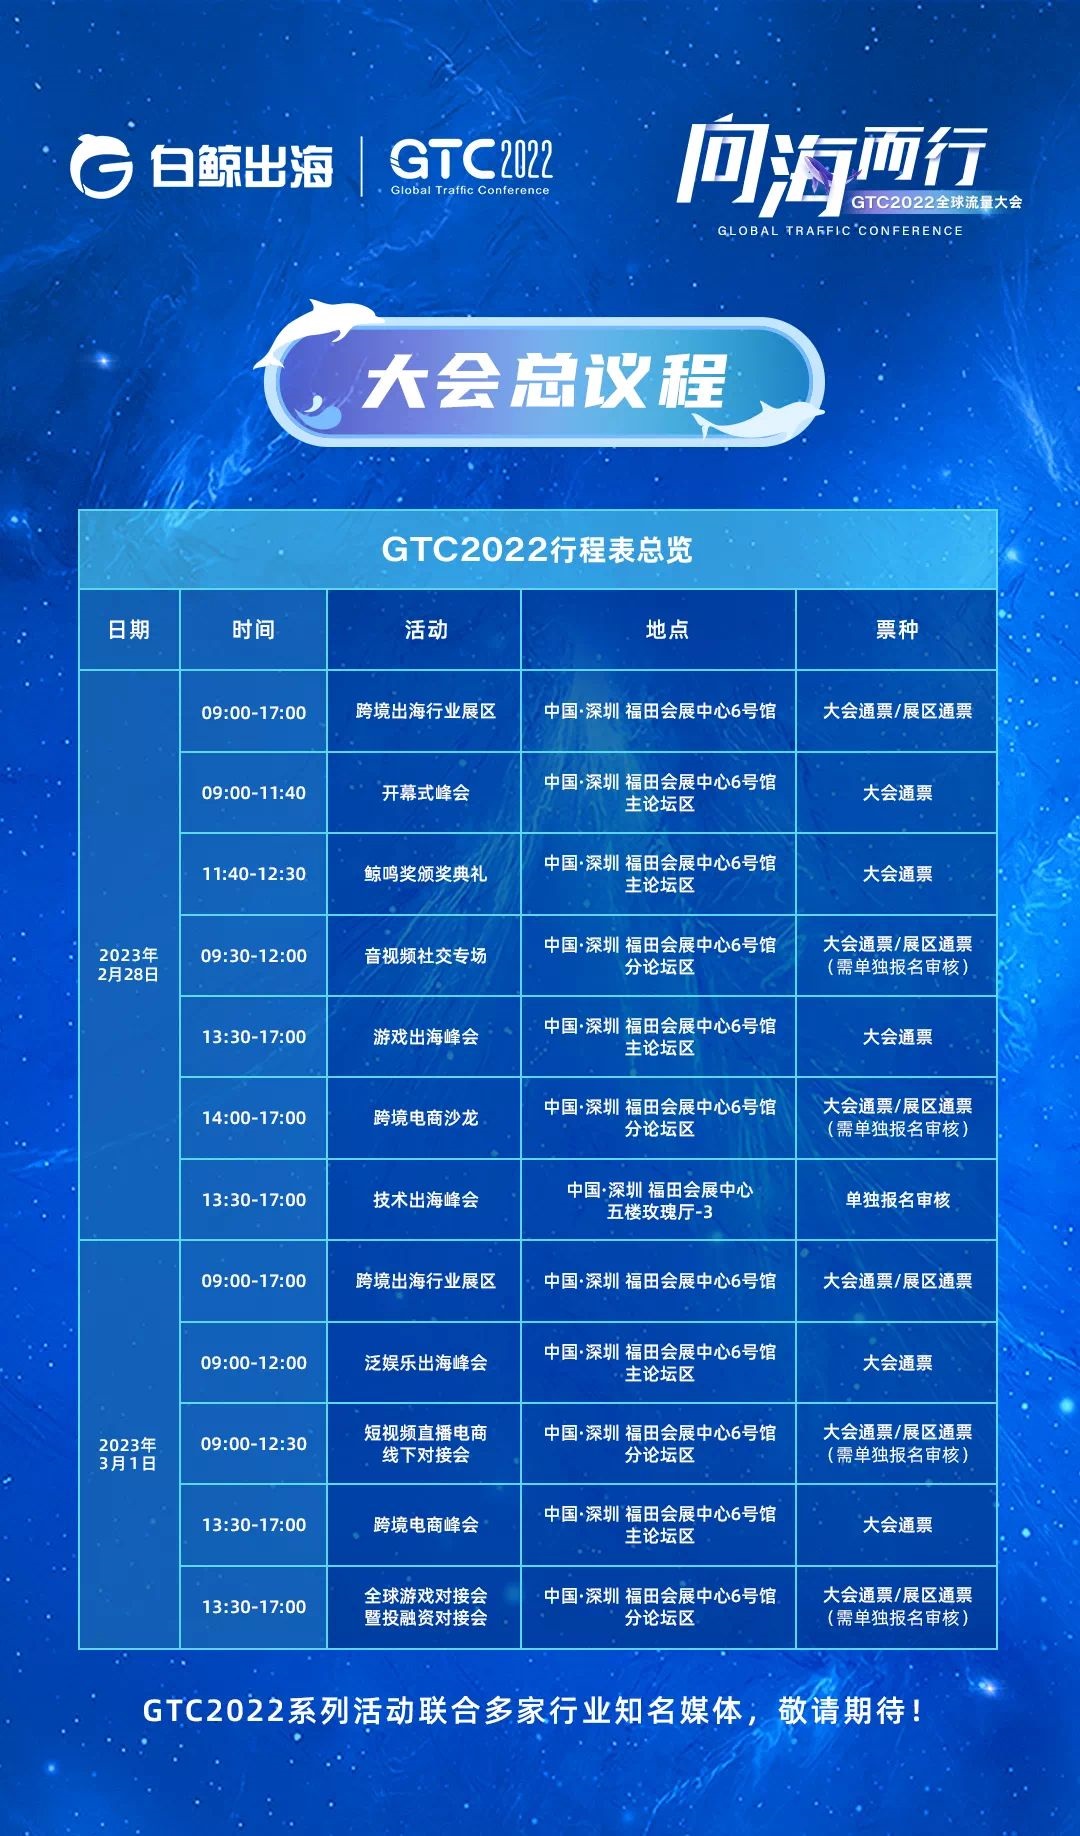 白鲸出海
GTC2022
Global Traffic Conference
向海而行
GTC2022全球流量大会
GLOBAL TRAFFIC CONFERENCE
大会总议程
GTC2022行程表总览
日期 时间 活动 地点 票种
2023年
2月28日
09:00-17:00 跨境出海行业展区 中国·深圳 福田会展中心6号馆 大会通票/展区通票
09:00-11:40 开幕式峰会 中国·深圳 福田会展中心6号馆
主论坛区 大会通票
11:40-12:30 鲸鸣奖颁奖典礼 中国·深圳 福田会展中心6号馆
主论坛区 大会通票
09:30-12:00 音视频社交专场 中国·深圳 福田会展中心6号馆
分论坛区 大会通票/展区通票
（需单独报名审核）
13:30-17:00 游戏出海峰会 中国·深圳 福田会展中心6号馆
主论坛区 大会通票
14:00-17:00 跨境电商沙龙 中国·深圳 福田会展中心6号馆
分论坛区 大会通票/展区通票
（需单独报名审核）
13:30-17:00 技术出海峰会 中国·深圳 福田会展中心
五楼玫瑰厅-3 单独报名审核
2023年
3月1日
09:00-17:00 跨境出海行业展区 中国·深圳 福田会展中心6号馆 大会通票/展区通票
09:00-12:00 泛娱乐出海峰会 中国·深圳 福田会展中心6号馆
主论坛区 大会通票
09:00-12:30 短视频直播电商
线下对接会 中国·深圳 福田会展中心6号馆
分论坛区 大会通票/展区通票
（需单独报名审核）
13:30-17:00 跨境电商峰会 中国·深圳 福田会展中心6号馆
主论坛区 大会通票
13:30-17:00 全球游戏对接会
暨投融资对接会 中国·深圳 福田会展中心6号馆
分论坛区 大会通票/展区通票
（需单独报名审核）
GTC2022系列活动联合多家行业知名媒体，敬请期待！